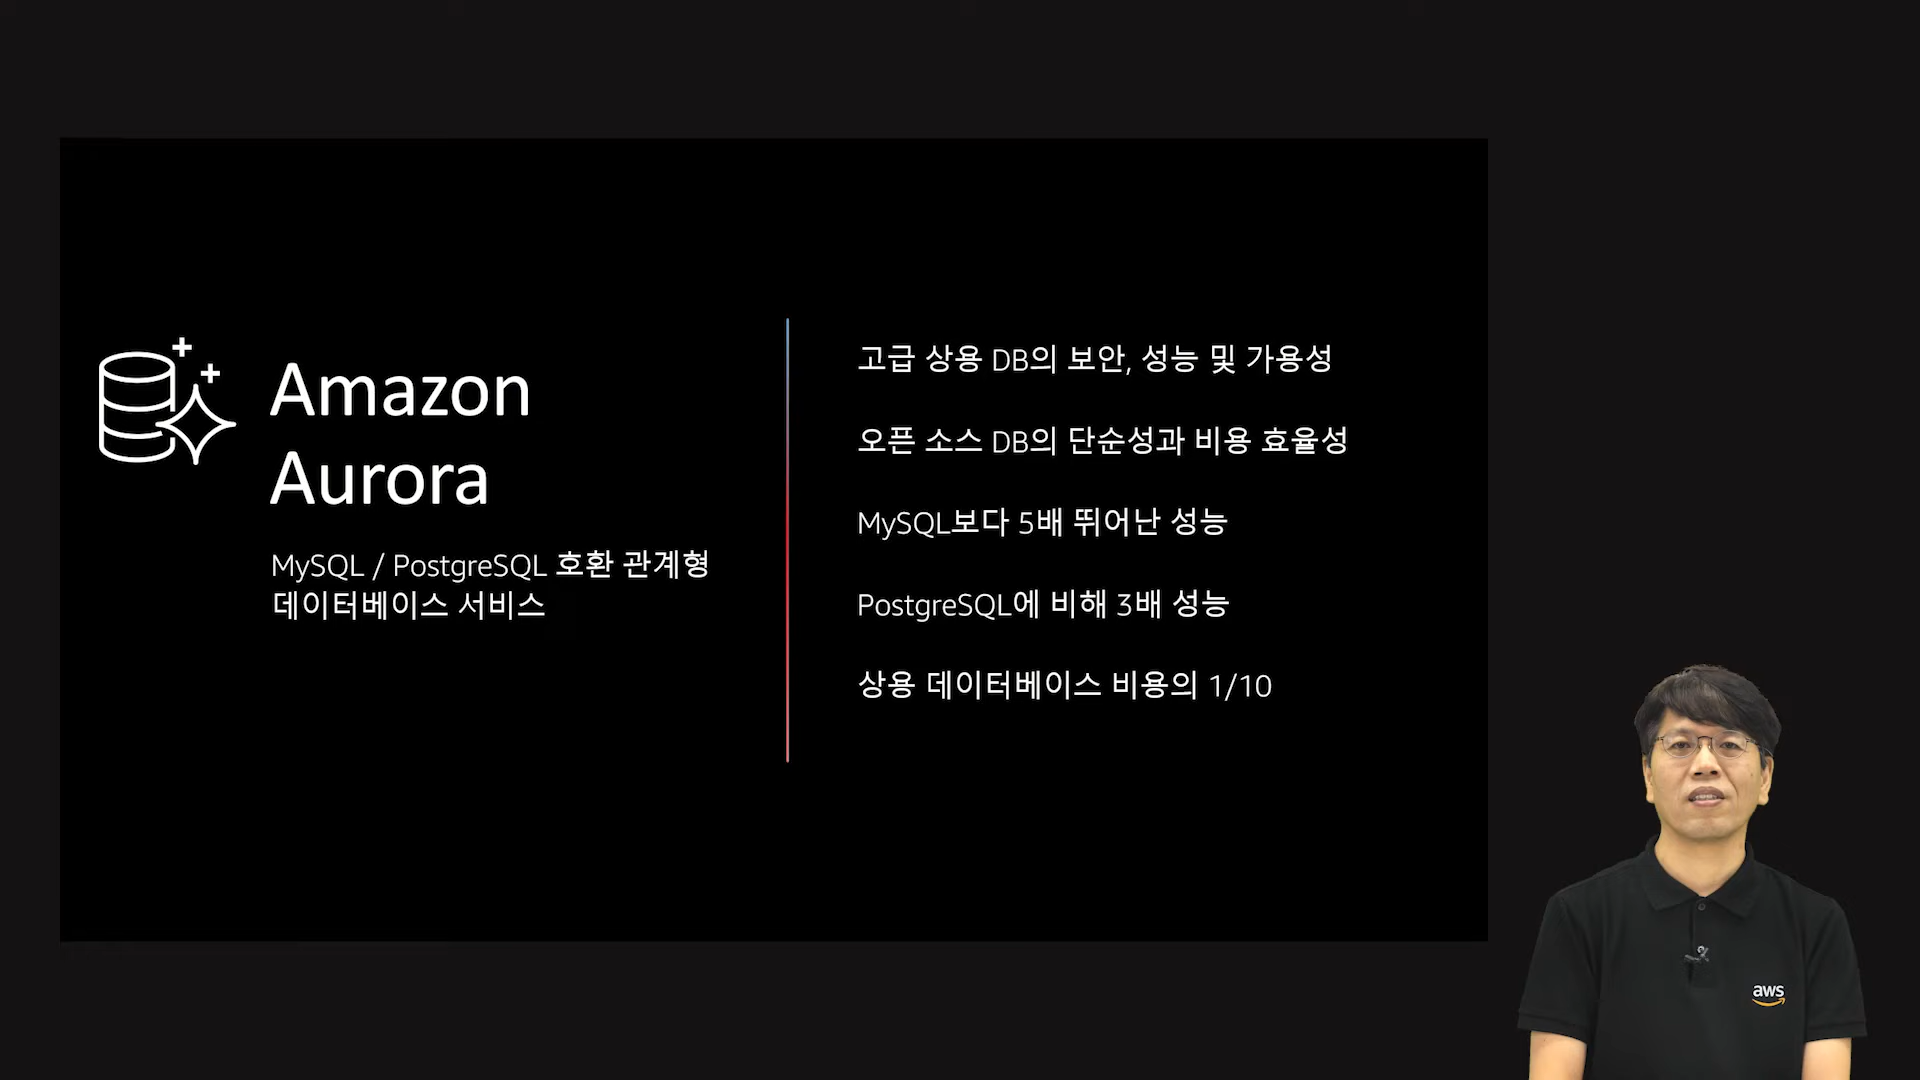 Amazon
Aurora
MySQL / PostgreSQL 호환 관계형
데이터베이스 서비스
고급 상용 DB의 보안, 성능 및 가용성
오픈 소스 DB의 단순성과 비용 효율성
MySQL보다 5배 뛰어난 성능
PostgreSQL에 비해 3배 성능
상용 데이터베이스 비용의 1/10
aws